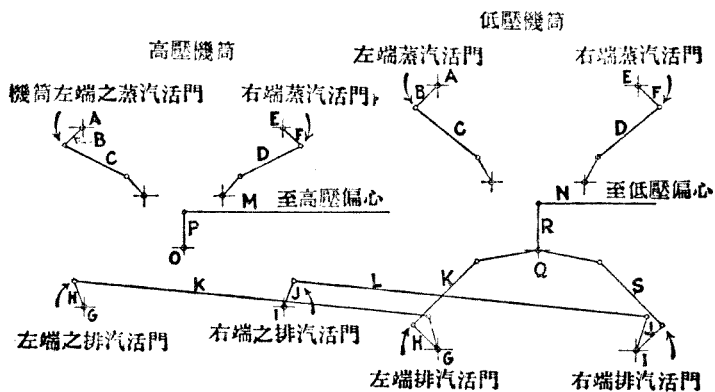 低壓機筒
高壓機筒
左端蒸汽活門
右端蒸汽活門
A
E
B
F
機筒左端之蒸汽活門
右端蒸汽活門
A
E
B
F
C
D
C
D
M
至高壓偏心
N
至低壓偏心
P
R
O
Q
K
L
K
S
H
G
J
I
H
G
J
I
左端之排汽活門
右端之排汽活門
左端排汽活門
右端排汽活門